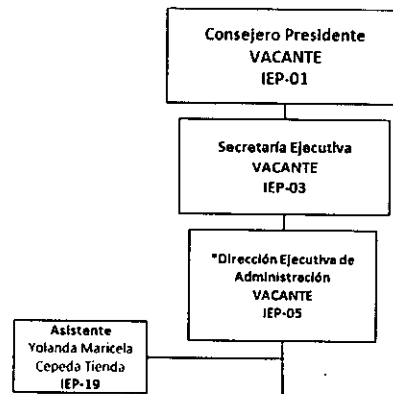 Consejero Presidente
VACANTE
IEP-01
Secretaría Ejecutiva
VACANTE
IEP-03
"Dirección Ejecutiva de
Administración
VACANTE
IEP-05
Asistente
Yolanda Maricela
Cepeda Tienda
IEP-19